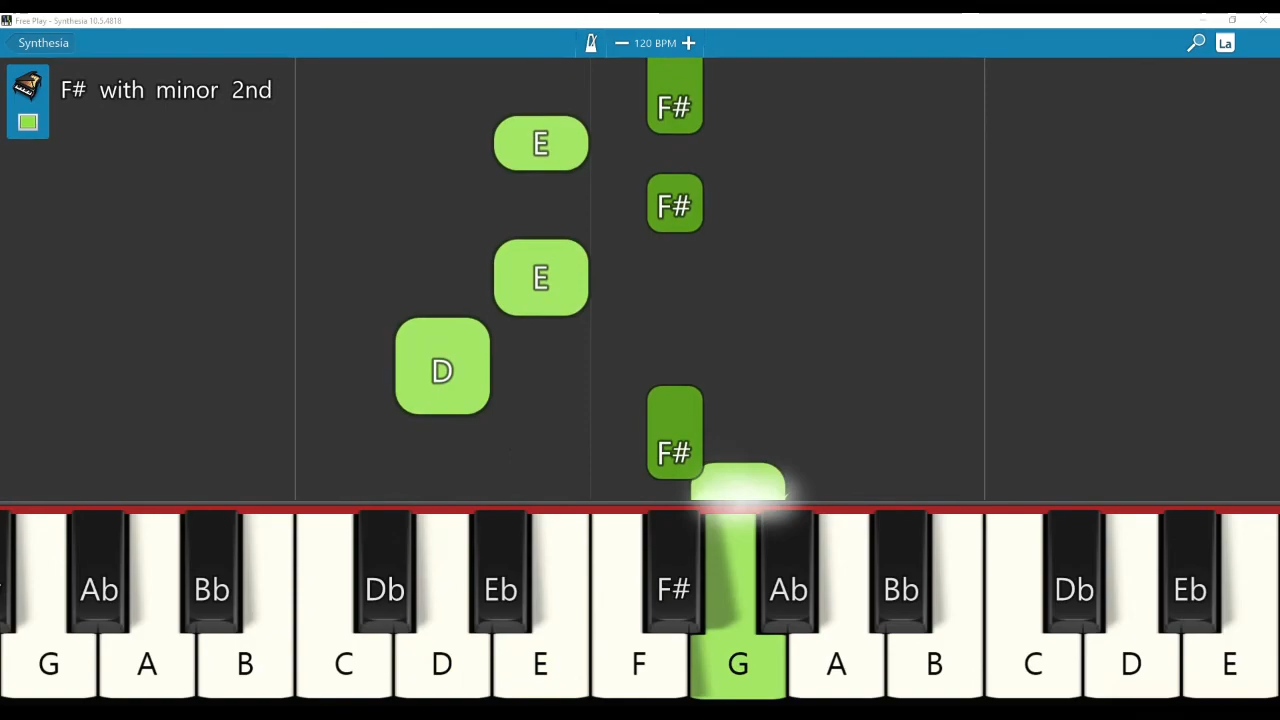 Free Play - Synthesia 10.5.4818
Synthesia
120 BPM
La
F# with minor 2nd
F#
E
F#
E
D
F#
Ab Bb Db Eb F# Ab Bb Db Eb
G A B C D E F G A B C D E